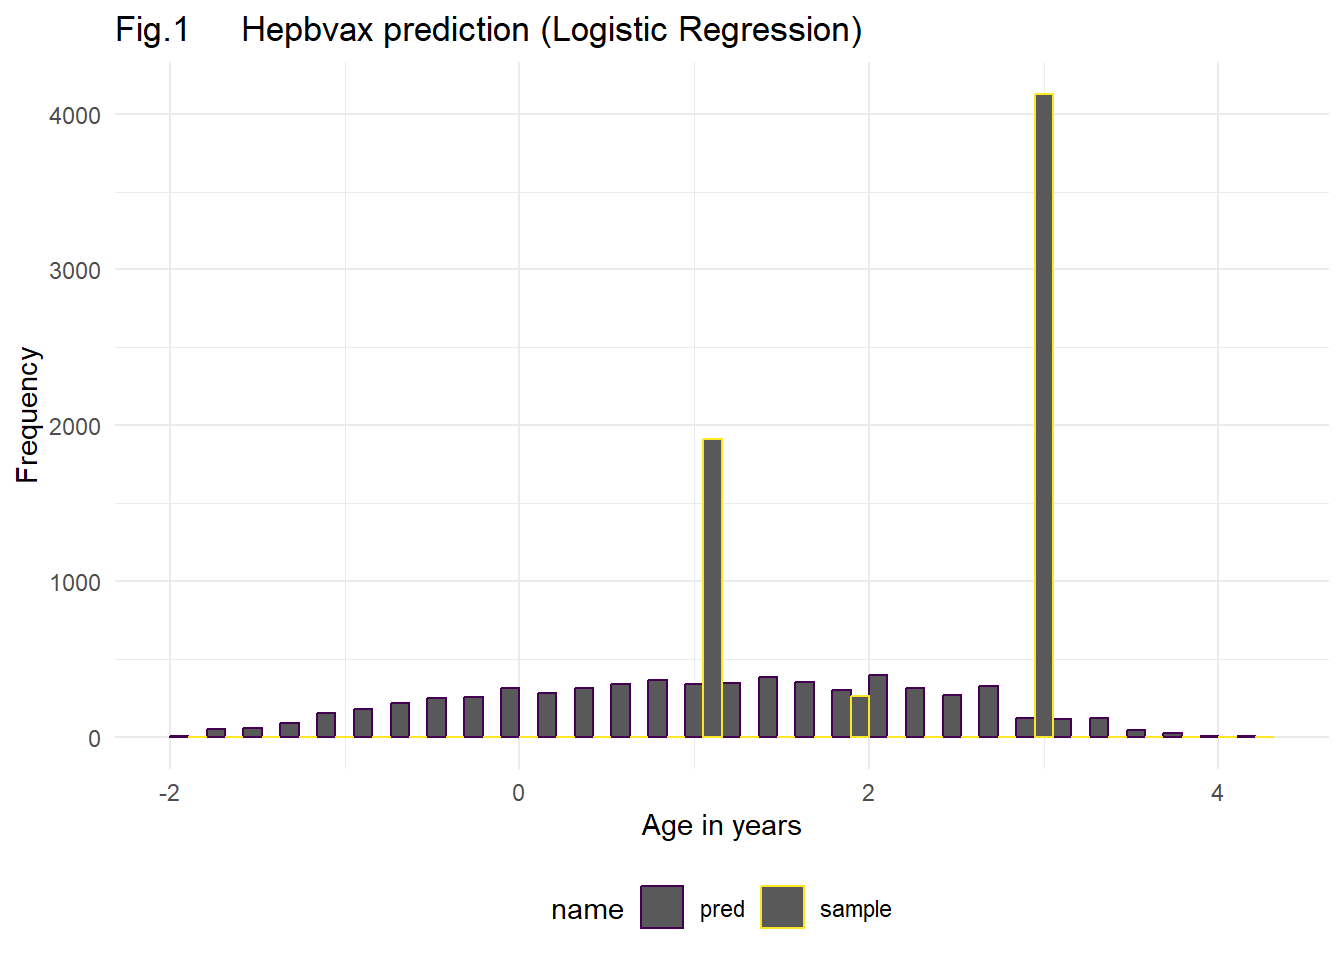 Fig.1 Hepbvax prediction (Logistic Regression)
Frequency
4000
3000
2000
1000
0
-2 0 2 4
Age in years
name pred sample